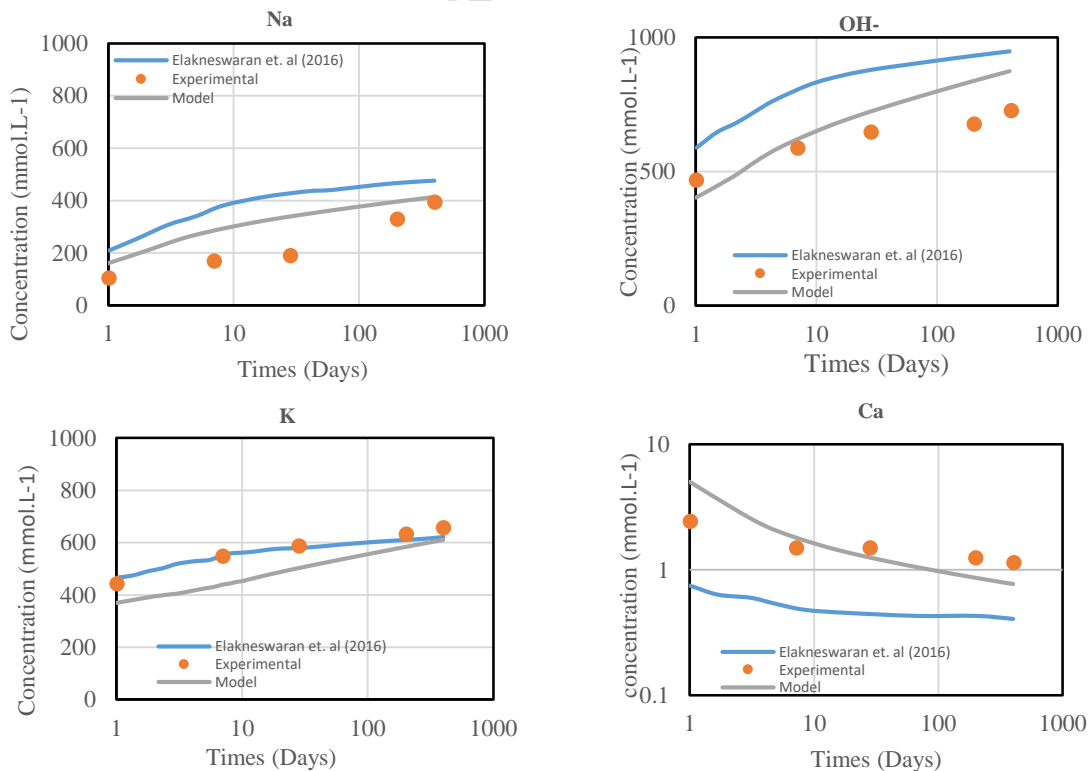 Na
1000
800
600
400
200
0
Concentration (mmol.L-1)
Elakneswaran et. al (2016)
Experimental
Model
1
10
100
1000
Times (Days)
OH-
1000
500
0
Concentration (mmol.L-1)
Elakneswaran et. al (2016)
Experimental
Model
1
10
100
1000
Times (Days)
K
1000
800
600
400
200
0
Concentration (mmol.L-1)
Elakneswaran et. al (2016)
Experimental
Model
1
10
100
1000
Times (Days)
Ca
10
1
0.1
concentration (mmol.L-1)
Elakneswaran et. al (2016)
Experimental
Model
1
10
100
1000
Times (Days)